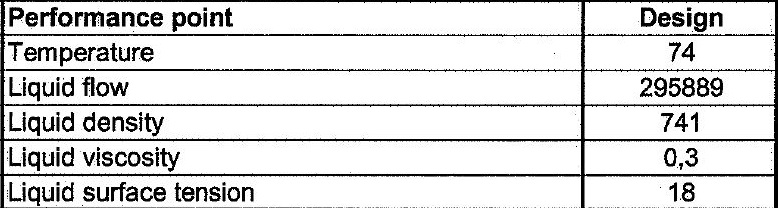 Performance point Design
Temperature 74
Liquid flow 295889
Liquid density 741
Liquid viscosity 0,3
Liquid surface tension 18